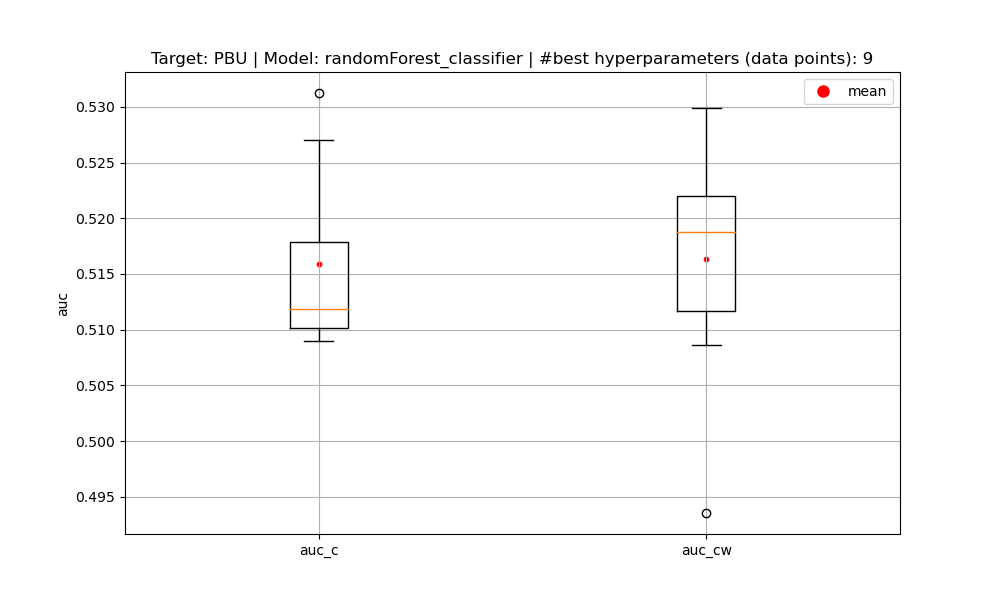 Target: PBU | Model: randomForest_classifier | #best hyperparameters (data points): 9
mean
0.530
0.525
0.520
0.515
0.510
0.505
0.500
0.495
auc
auc_c
auc_cw